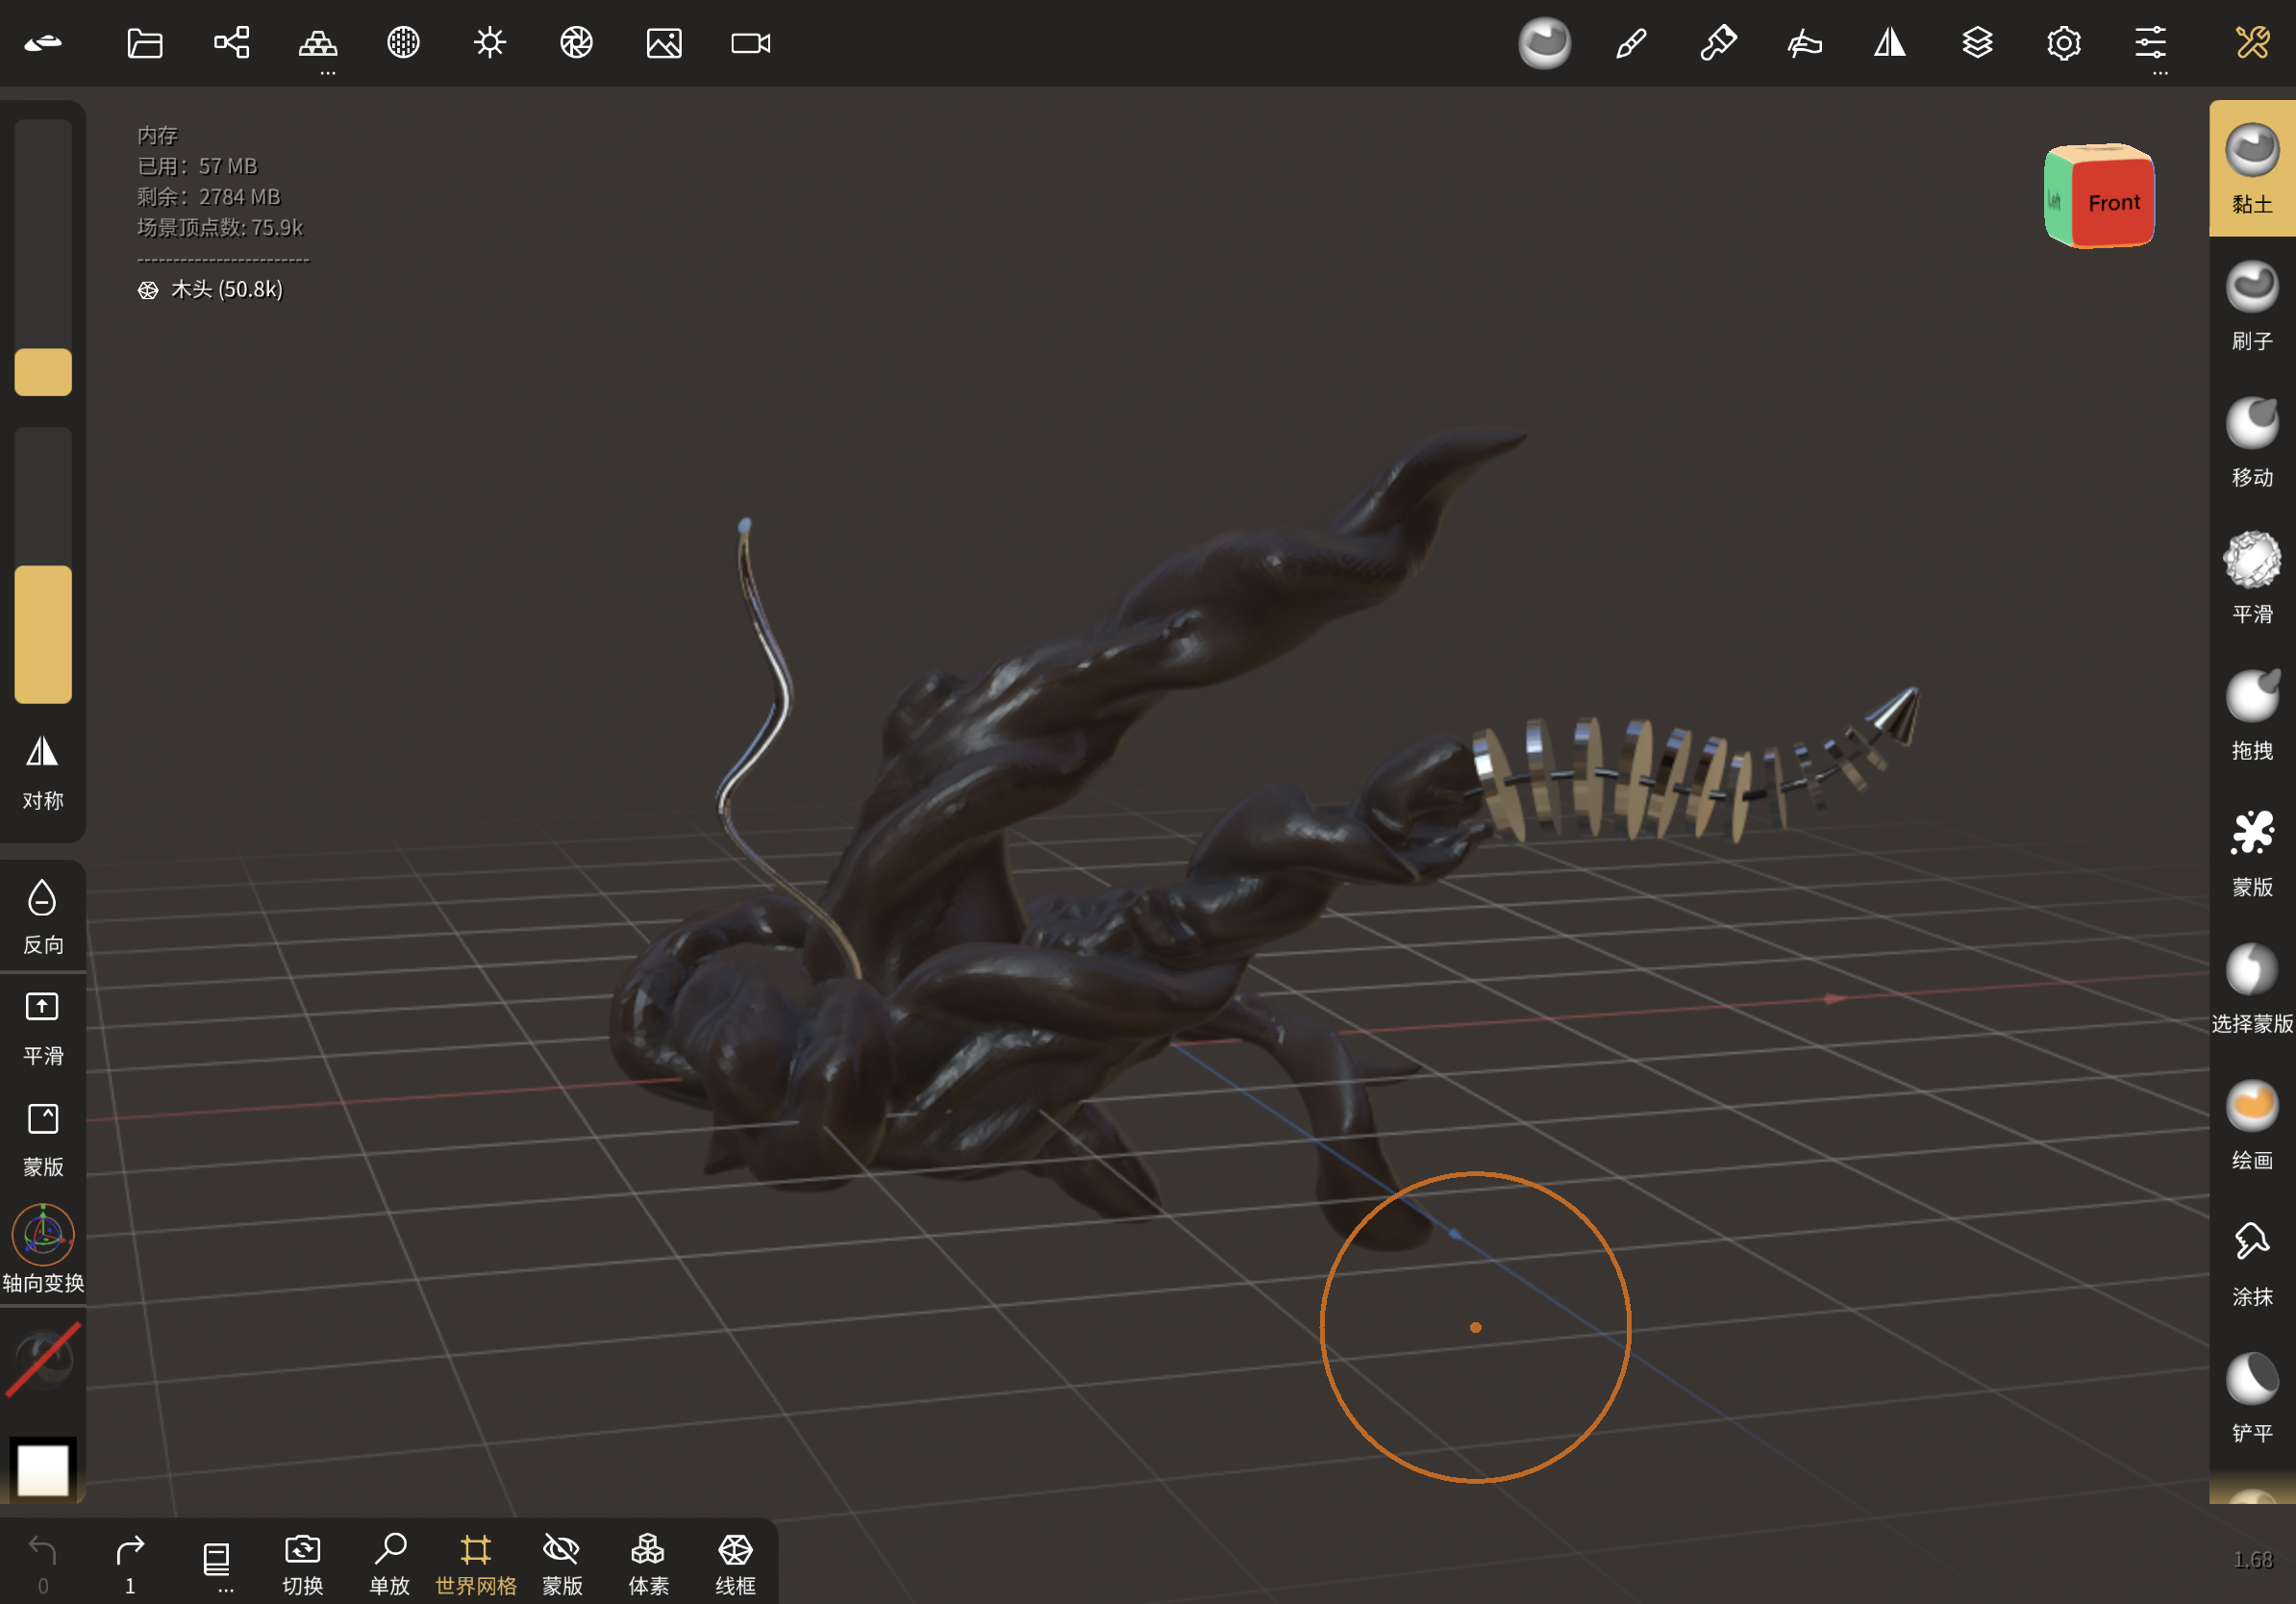 内存
已用: 57 MB
剩余: 2784 MB
场景顶点数: 75.9k
------------------------
木头 (50.8k)
Left
Front
对称
反向
平滑
蒙版
轴向变换
黏土
刷子
移动
平滑
拖拽
蒙版
选择蒙版
绘画
涂抹
铲平
0
1
...
切换
单放
世界网格
蒙版
体素
线框
1.68